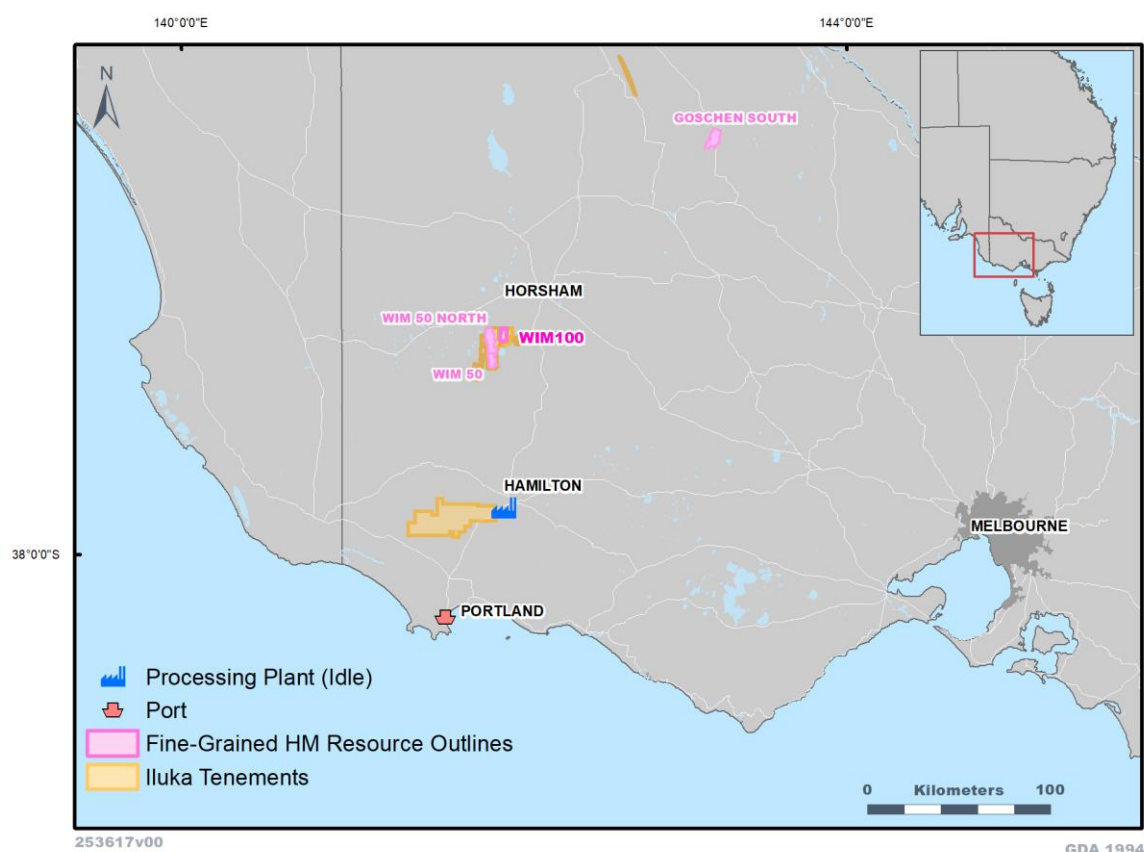 140°0'0"E
144°0'0"E
N
GOSCHEN SOUTH
HORSHAM
WIM 50 NORTH
WIM100
WIM 50
HAMILTON
38°0'0"S
MELBOURNE
PORTLAND
Processing Plant (Idle)
Port
Fine-Grained HM Resource Outlines
Iluka Tenements
0 Kilometers 100
253617v00
GDA 1994